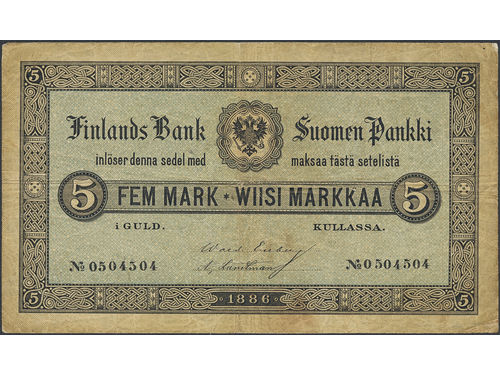 5 5
Finlands Bank Suomen Pankki
inlöser denna sedel med maksaa tästä setelistä
5 FEM MARK * WIISI MARKKAA 5
i GULD. KULLASSA.
№ 0504504 № 0504504
5 1886 5